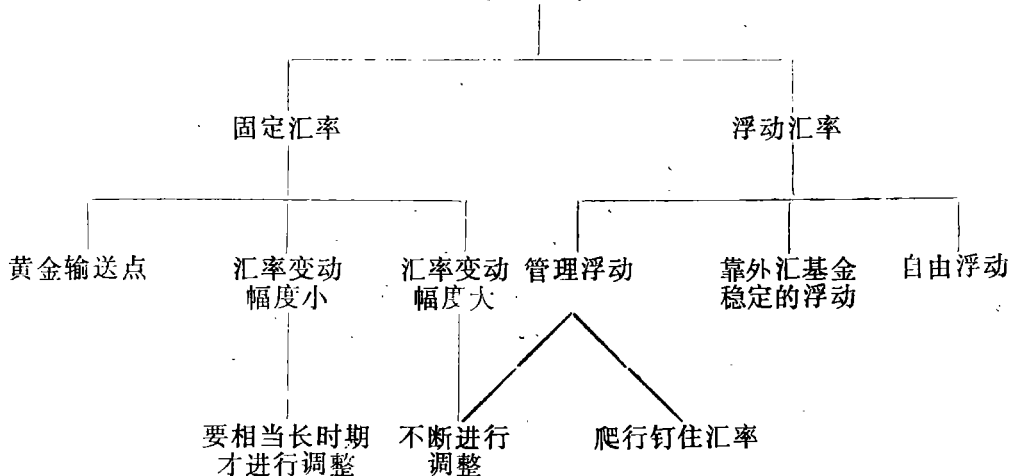 固定汇率
浮动汇率
黄金输送点
汇率变动
幅度小
汇率变动
幅度大
管理浮动
靠外汇基金
稳定的浮动
自由浮动
要相当长时期
才进行调整
不断进行
调整
爬行钉住汇率